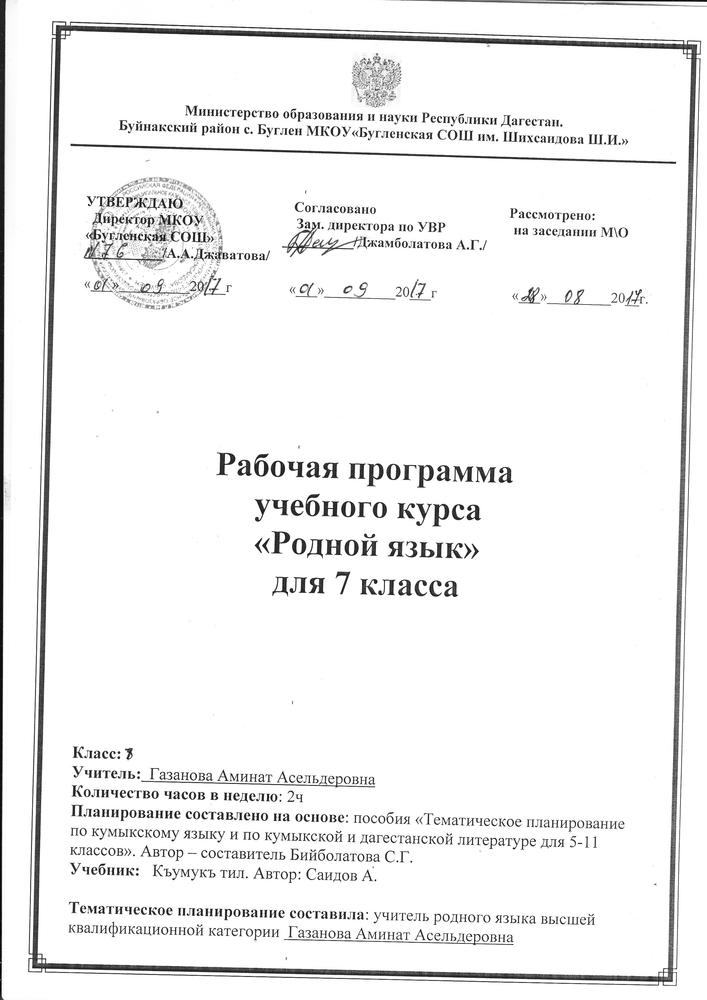 Министерство образования и науки Республики Дагестан.
Буйнакский район с. Буглен МКОУ«Бугленская СОШ им. Шихсаидова Ш.И.»
УТВЕРЖДАЮ
Директор МКОУ
«Бугленская СОШ»
/А.А.Джаватова/
«01» 09 2017г
Согласовано
Зам. директора по УВР
/Джамболатова А.Г./
«01» 09 2017г
Рассмотрено:
на заседании М\О
«28» 08 2017г.
Рабочая программа
учебного курса
«Родной язык»
для 7 класса
Класс: 7
Учитель: Газанова Аминат Асельдеровна
Количество часов в неделю: 2ч
Планирование составлено на основе: пособия «Тематическое планирование
по кумыкскому языку и по кумыкской и дагестанской литературе для 5-11
классов». Автор – составитель Бийболатова С.Г.
Учебник: Къумукъ тил. Автор: Саидов А.
Тематическое планирование составила: учитель родного языка высшей
квалификационной категории Газанова Аминат Асельдеровна